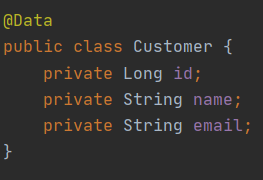 @Data
public class Customer {
    private Long id;
    private String name;
    private String email;
}